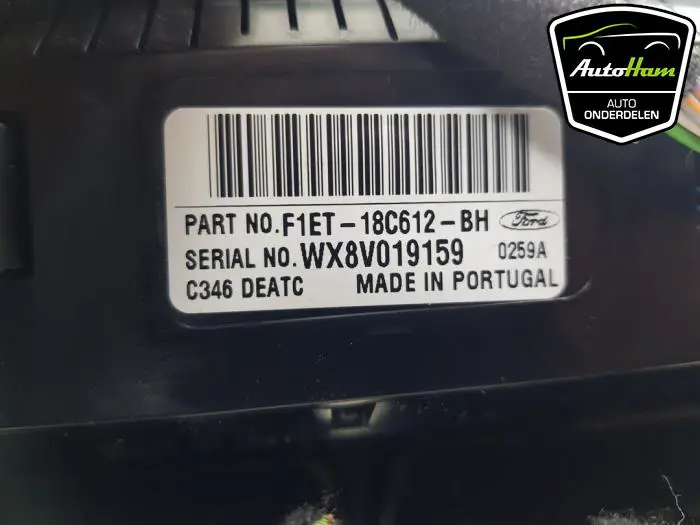 AutoHam
AUTO
ONDERDELEN
PART NO.F1ET-18C612-BH Ford
SERIAL NO.WX8V019159 0259A
C346 DEATC MADE IN PORTUGAL